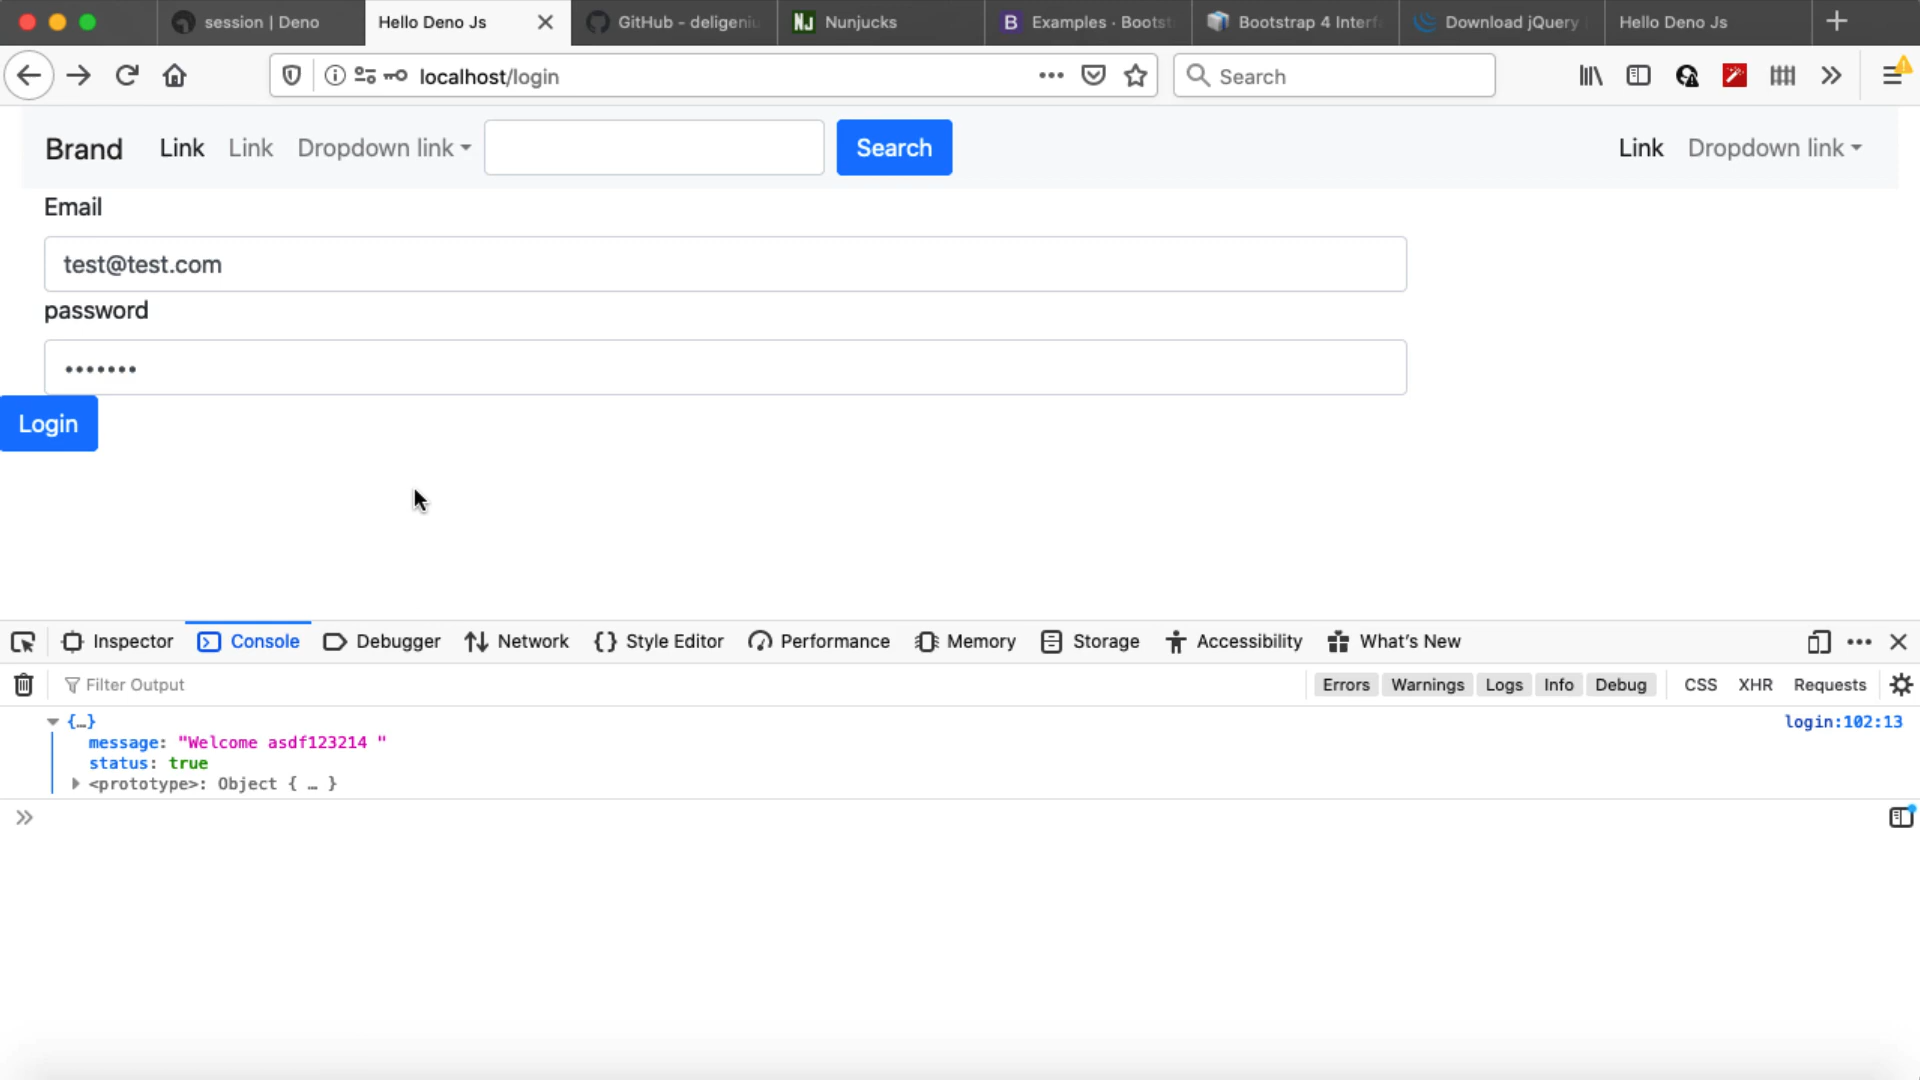 session | Deno
Hello Deno Js
GitHub - deligeniu
Nunjucks
Examples · Bootst
Bootstrap 4 Interf
Download jQuery
Hello Deno Js
localhost/login
Search
Brand
Link
Link
Dropdown link
Search
Link
Dropdown link
Email
test@test.com
password
•••••••
Login
Inspector
Console
Debugger
Network
Style Editor
Performance
Memory
Storage
Accessibility
What's New
Filter Output
Errors
Warnings
Logs
Info
Debug
CSS
XHR
Requests
{…}
login:102:13
message: "Welcome asdf123214 "
status: true
<prototype>: Object { … }